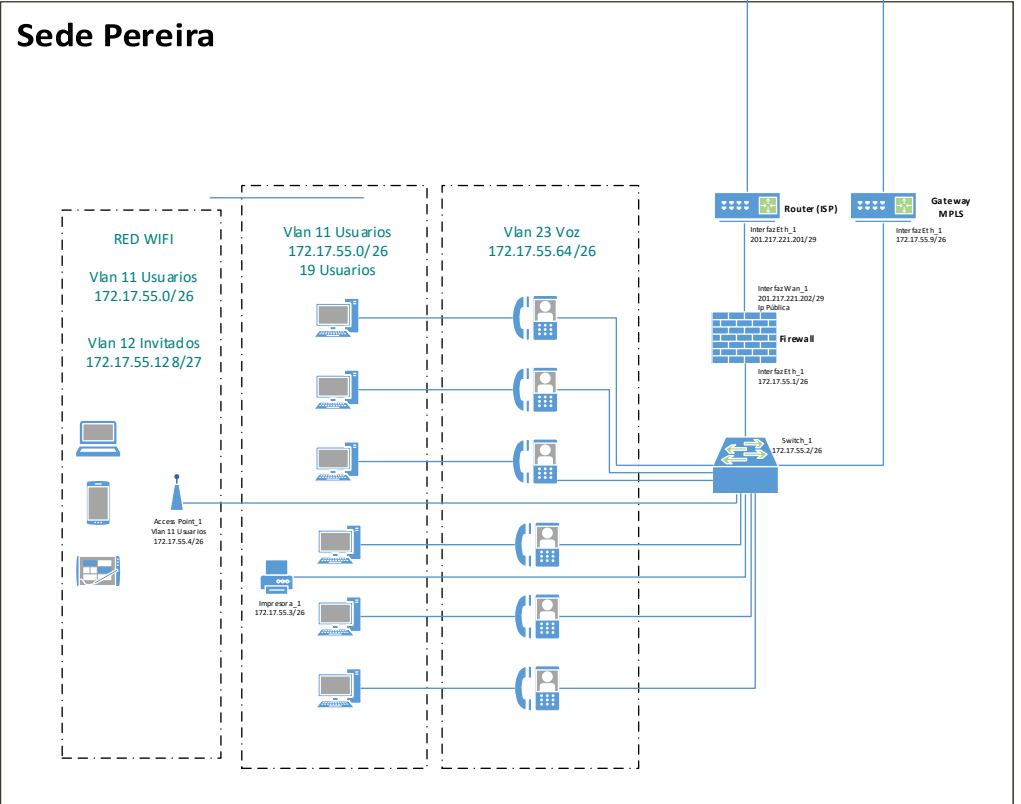 Sede Pereira
RED WIFI
Vlan 11 Usuarios
172.17.55.0/26
Vlan 12 Invitados
172.17.55.128/27
Access Point_1
Vlan 11 Usuarios
172.17.55.4/26
Vlan 11 Usuarios
172.17.55.0/26
19 Usuarios
Impresora_1
172.17.55.3/26
Vlan 23 Voz
172.17.55.64/26
Router (ISP)
InterfazEth_1
201.217.221.201/29
Gateway
MPLS
InterfazEth_1
172.17.55.9/26
Interfaz Wan_1
201.217.221.202/29
Ip Pública
Firewall
InterfazEth_1
172.17.55.1/26
Switch_1
172.17.55.2/26